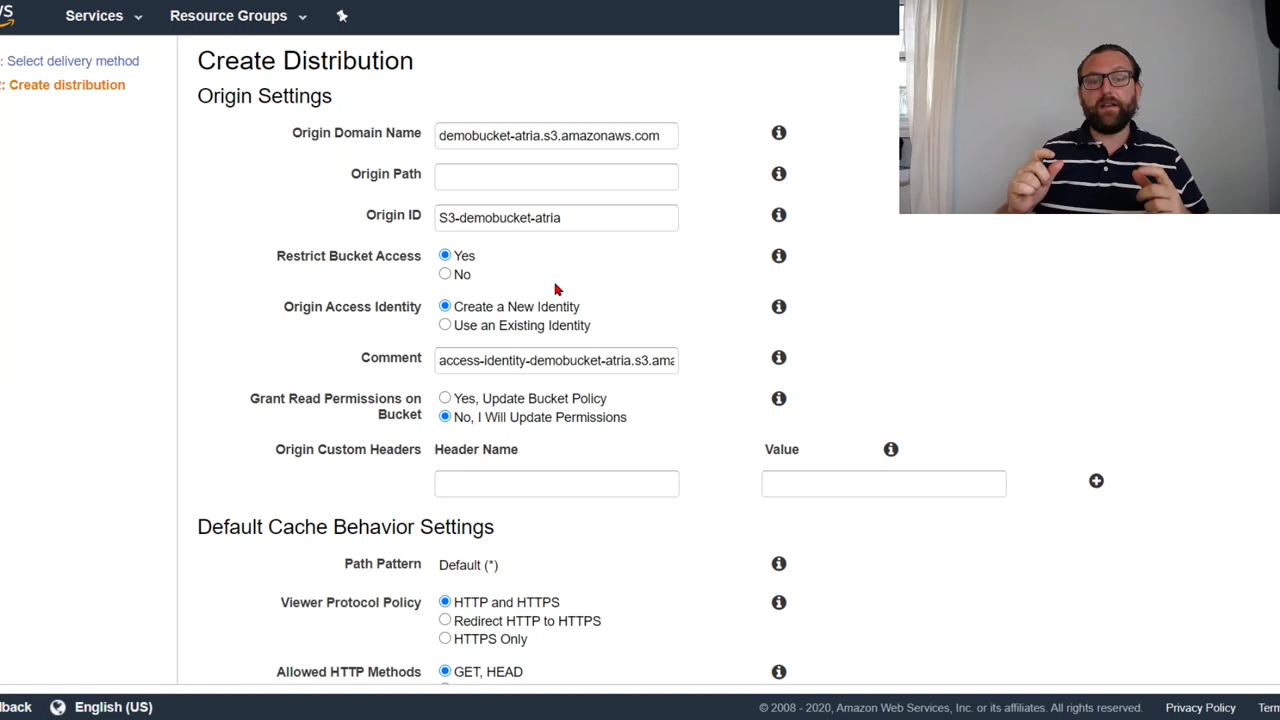 WS
Services
Resource Groups
: Select delivery method
2: Create distribution
Create Distribution
Origin Settings
Origin Domain Name demobucket-atria.s3.amazonaws.com
Origin Path
Origin ID S3-demobucket-atria
Restrict Bucket Access Yes
No
Origin Access Identity Create a New Identity
Use an Existing Identity
Comment access-identity-demobucket-atria.s3.ama
Grant Read Permissions on Bucket
Yes, Update Bucket Policy
No, I Will Update Permissions
Origin Custom Headers Header Name Value
Default Cache Behavior Settings
Path Pattern Default (*)
Viewer Protocol Policy HTTP and HTTPS
Redirect HTTP to HTTPS
HTTPS Only
Allowed HTTP Methods GET, HEAD
dback English (US) © 2008 - 2020, Amazon Web Services, Inc. or its affiliates. All rights reserved. Privacy Policy Term